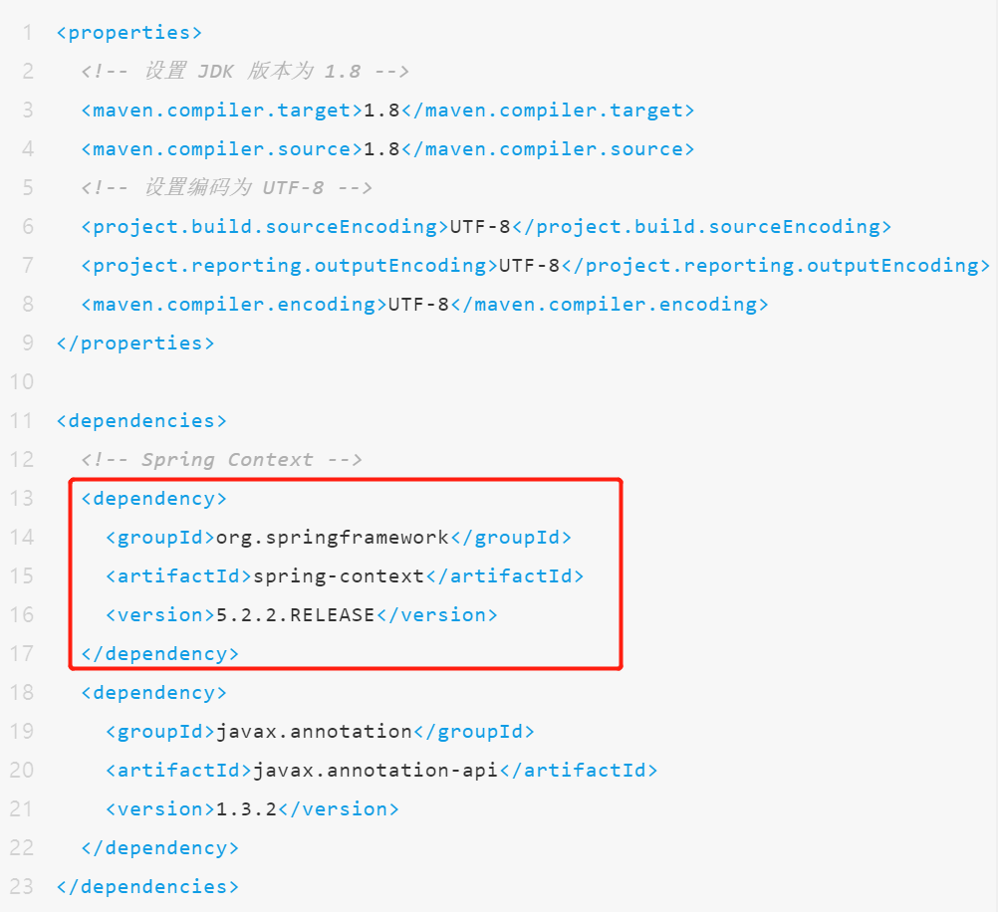 1 <properties>
2 <!-- 设置 JDK 版本为 1.8 -->
3 <maven.compiler.target>1.8</maven.compiler.target>
4 <maven.compiler.source>1.8</maven.compiler.source>
5 <!-- 设置编码为 UTF-8 -->
6 <project.build.sourceEncoding>UTF-8</project.build.sourceEncoding>
7 <project.reporting.outputEncoding>UTF-8</project.reporting.outputEncoding>
8 <maven.compiler.encoding>UTF-8</maven.compiler.encoding>
9 </properties>
10
11 <dependencies>
12 <!-- Spring Context -->
13 <dependency>
14 <groupId>org.springframework</groupId>
15 <artifactId>spring-context</artifactId>
16 <version>5.2.2.RELEASE</version>
17 </dependency>
18 <dependency>
19 <groupId>javax.annotation</groupId>
20 <artifactId>javax.annotation-api</artifactId>
21 <version>1.3.2</version>
22 </dependency>
23 </dependencies>